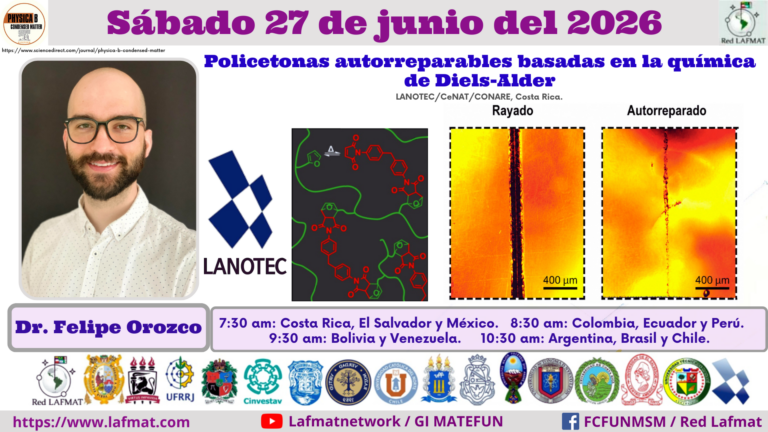 PHYSICA B
CONDENSED MATTER
Sábado 27 de junio del 2026
Red LAFMAT
https://www.sciencedirect.com/journal/physica-b-condensed-matter
Policetonas autorreparables basadas en la química
de Diels-Alder
LANOTEC/CeNAT/CONARE, Costa Rica.
Rayado
Autorreparado
LANOTEC
400 μm
400 μm
Dr. Felipe Orozco
7:30 am: Costa Rica, El Salvador y México. 8:30 am: Colombia, Ecuador y Perú.
9:30 am: Bolivia y Venezuela. 10:30 am: Argentina, Brasil y Chile.
Red LAFMAT
UFRRJ
Cinvestav
https://www.lafmat.com
Lafmatnetwork / GI MATEFUN
FCFUNMSM / Red Lafmat